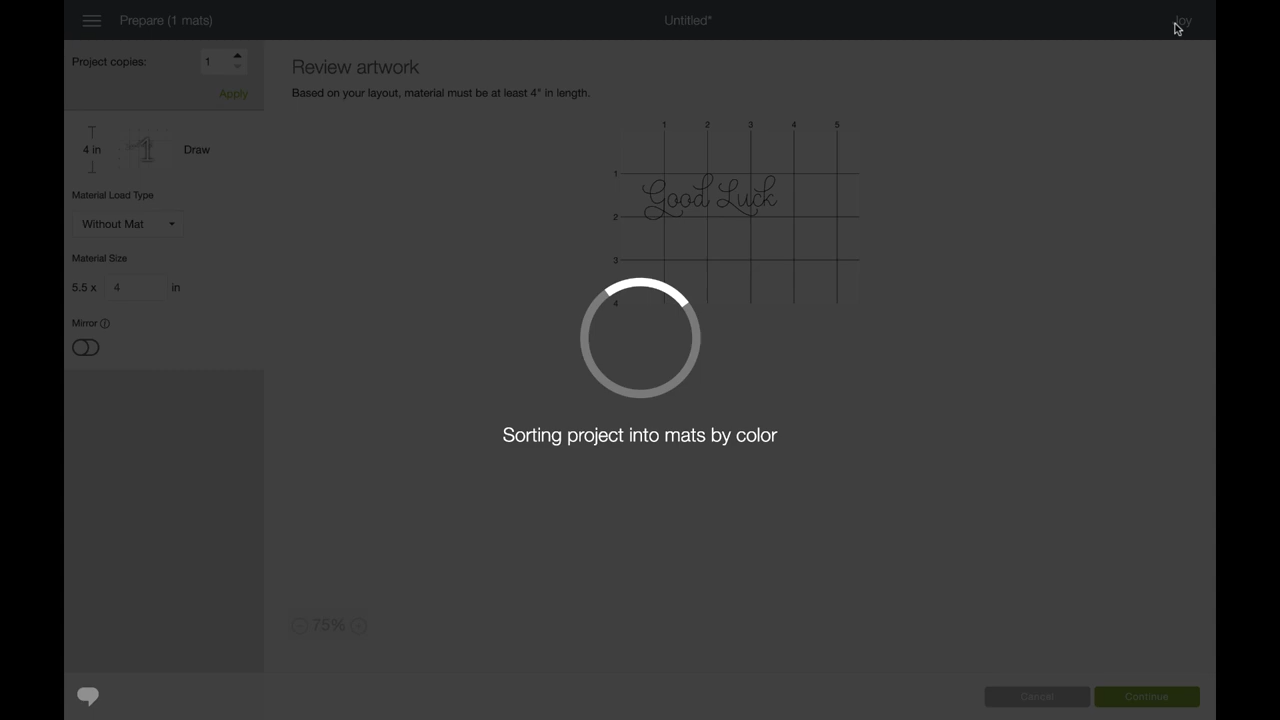 Prepare (1 mats)
Untitled*
Joy
Project copies:
1
Apply
4 in
Draw
Material Load Type
Without Mat
Material Size
5.5 x 4 in
Mirror
Review artwork
Based on your layout, material must be at least 4" in length.
1 2 3 4 5
1
Good Luck
2
3
4
Sorting project into mats by color
75%
Cancel
Continue